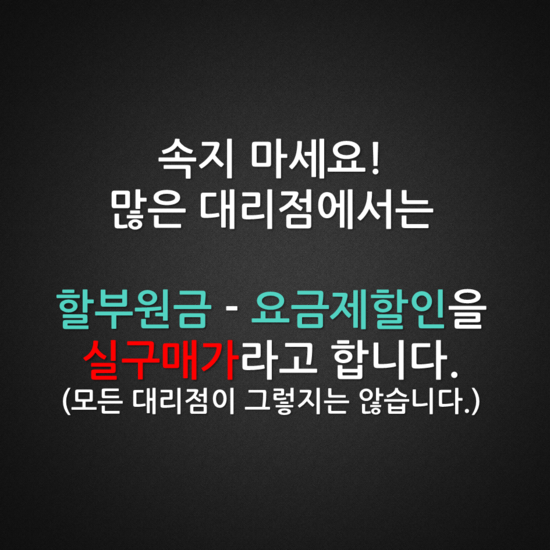 속지 마세요!
많은 대리점에서는
할부원금 - 요금제할인을
실구매가라고 합니다.
(모든 대리점이 그렇지는 않습니다.)